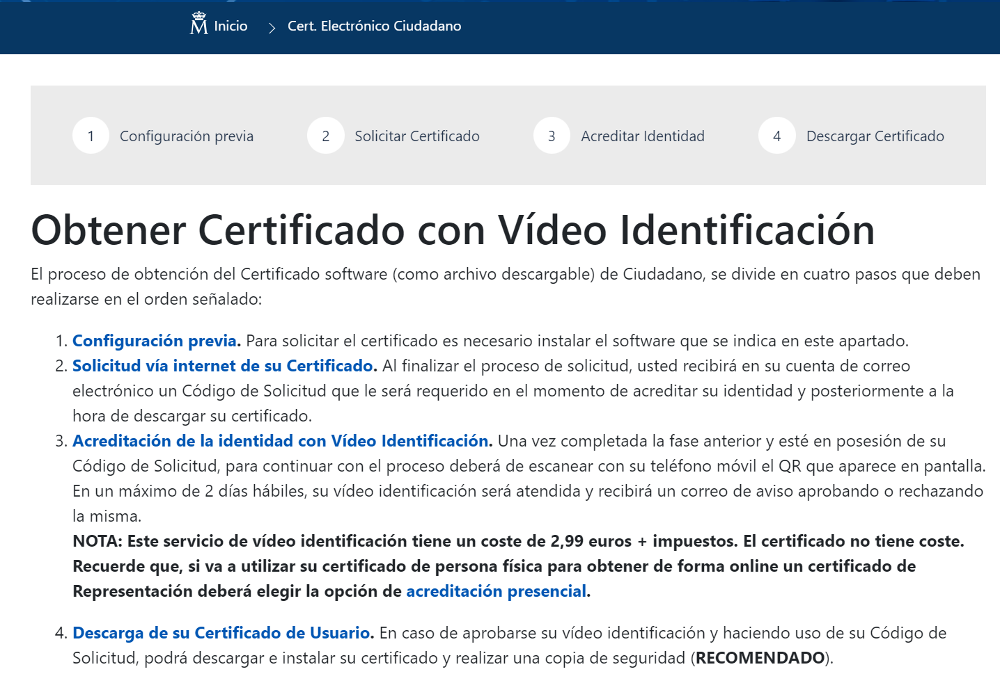 Inicio > Cert. Electrónico Ciudadano
1 Configuración previa 2 Solicitar Certificado 3 Acreditar Identidad 4 Descargar Certificado
Obtener Certificado con Vídeo Identificación
El proceso de obtención del Certificado software (como archivo descargable) de Ciudadano, se divide en cuatro pasos que deben
realizarse en el orden señalado:
1. Configuración previa. Para solicitar el certificado es necesario instalar el software que se indica en este apartado.
2. Solicitud vía internet de su Certificado. Al finalizar el proceso de solicitud, usted recibirá en su cuenta de correo
electrónico un Código de Solicitud que le será requerido en el momento de acreditar su identidad y posteriormente a la
hora de descargar su certificado.
3. Acreditación de la identidad con Vídeo Identificación. Una vez completada la fase anterior y esté en posesión de su
Código de Solicitud, para continuar con el proceso deberá de escanear con su teléfono móvil el QR que aparece en pantalla.
En un máximo de 2 días hábiles, su vídeo identificación será atendida y recibirá un correo de aviso aprobando o rechazando
la misma.
NOTA: Este servicio de vídeo identificación tiene un coste de 2,99 euros + impuestos. El certificado no tiene coste.
Recuerde que, si va a utilizar su certificado de persona física para obtener de forma online un certificado de
Representación deberá elegir la opción de acreditación presencial.
4. Descarga de su Certificado de Usuario. En caso de aprobarse su vídeo identificación y haciendo uso de su Código de
Solicitud, podrá descargar e instalar su certificado y realizar una copia de seguridad (RECOMENDADO).